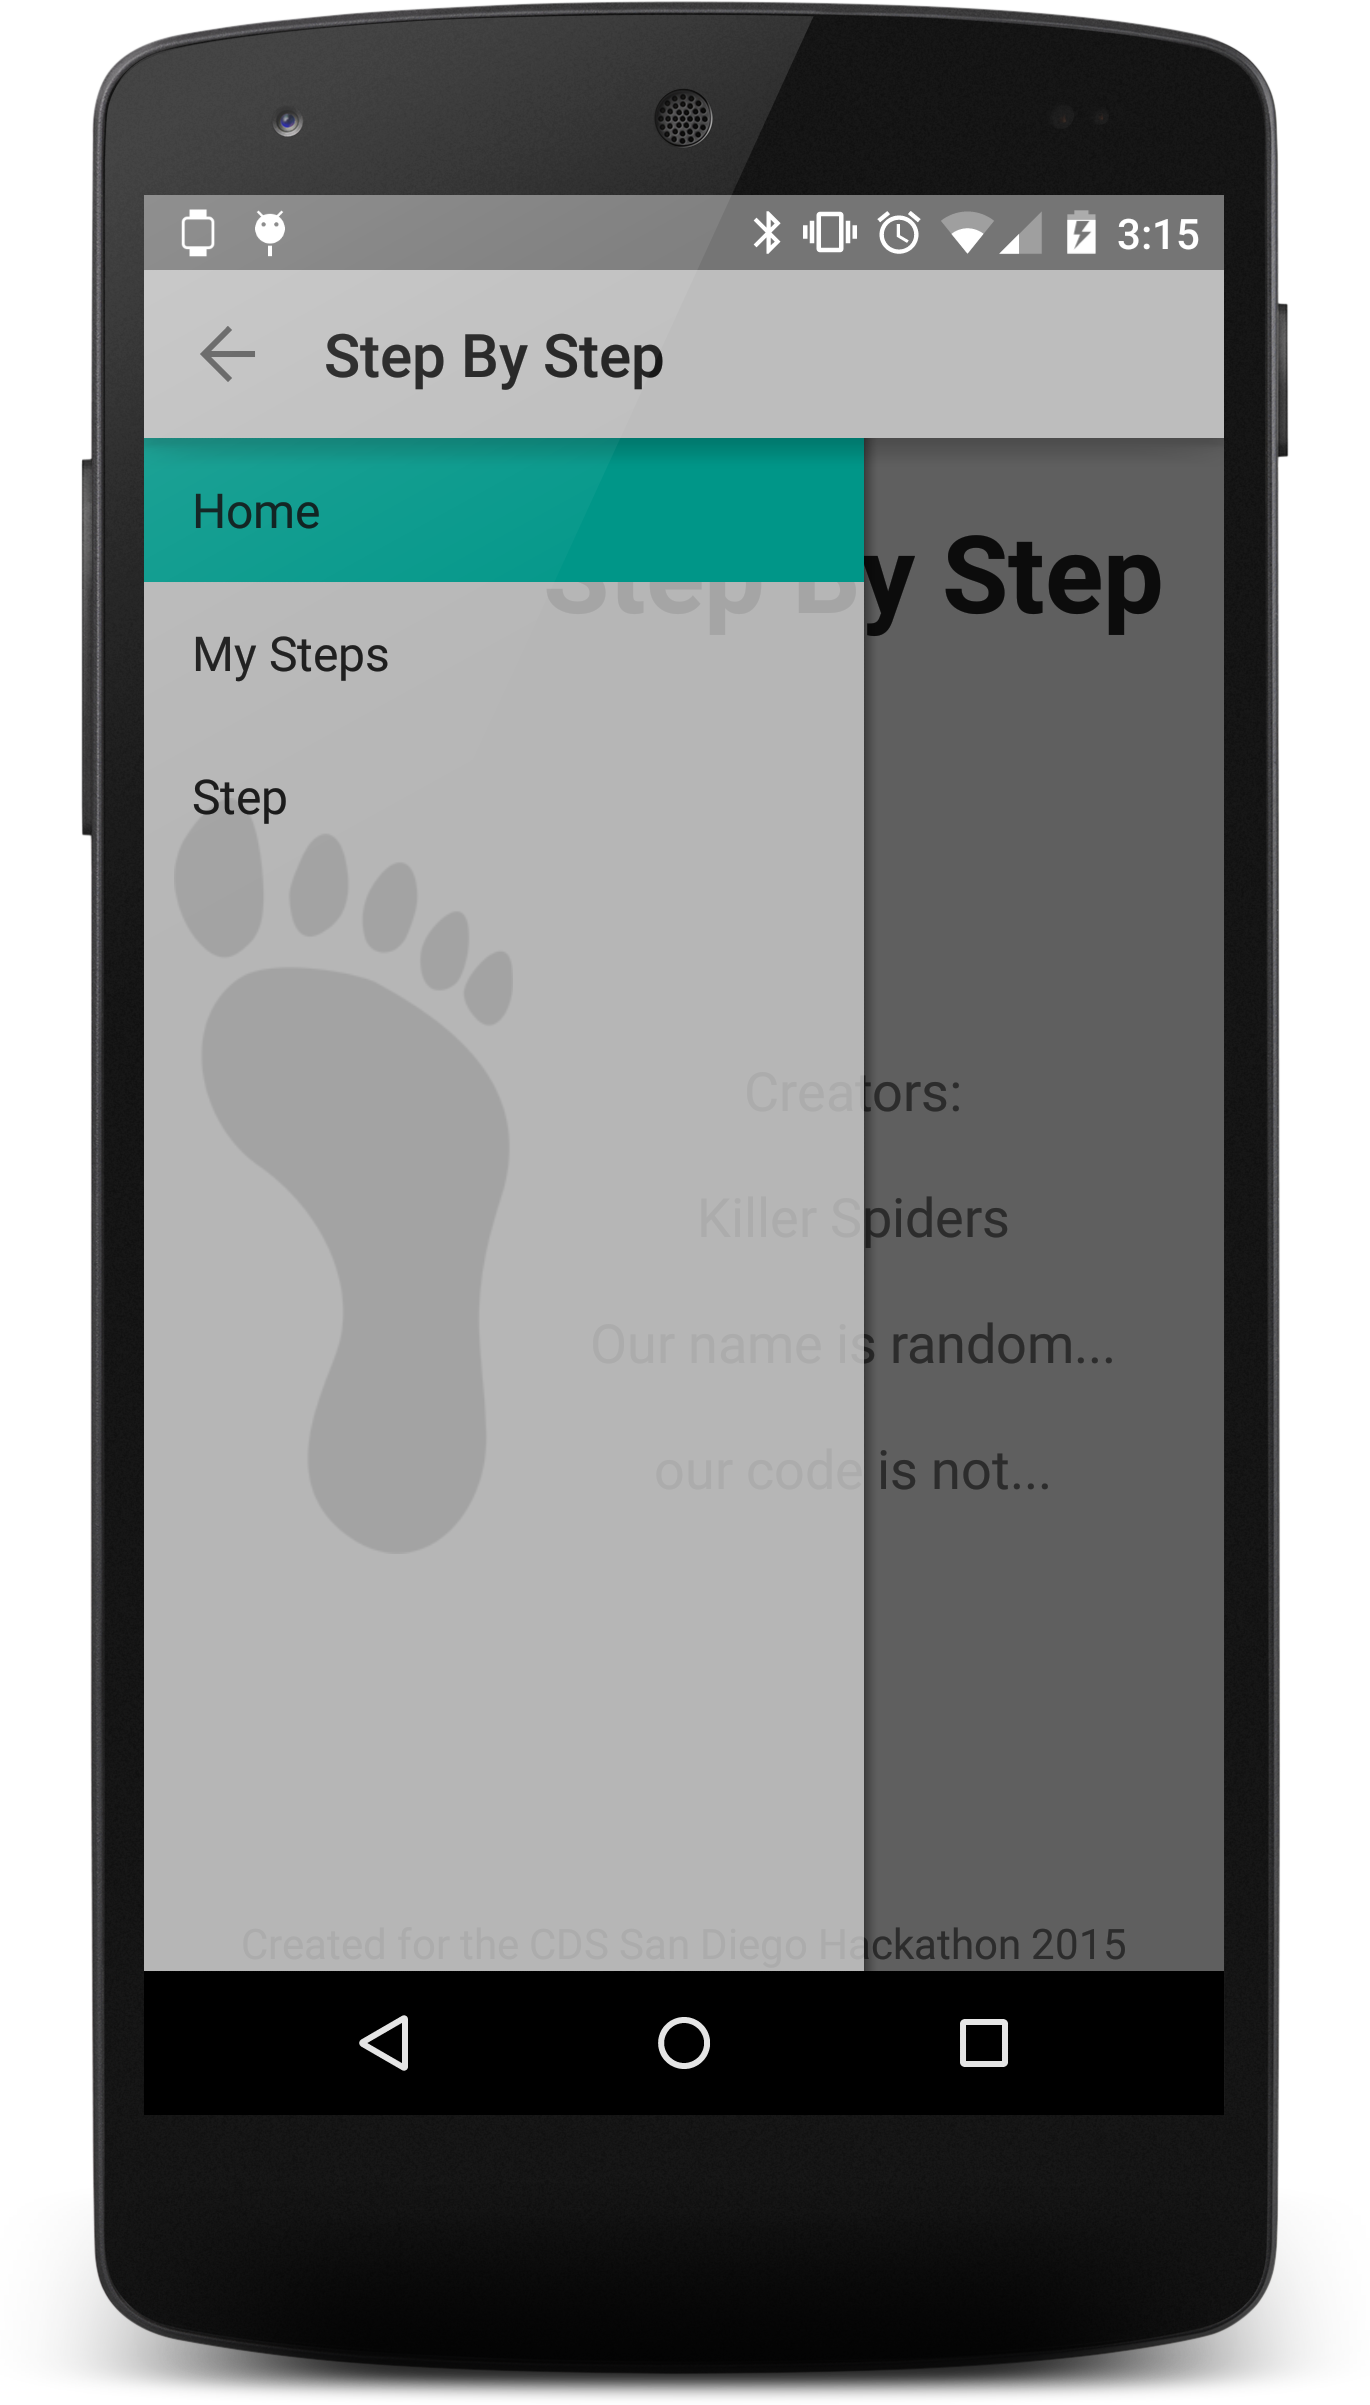 3:15
Step By Step
Home
Step By Step
My Steps
Step
Creators:
Killer Spiders
Our name is random...
our code is not...
Created for the CDS San Diego Hackathon 2015